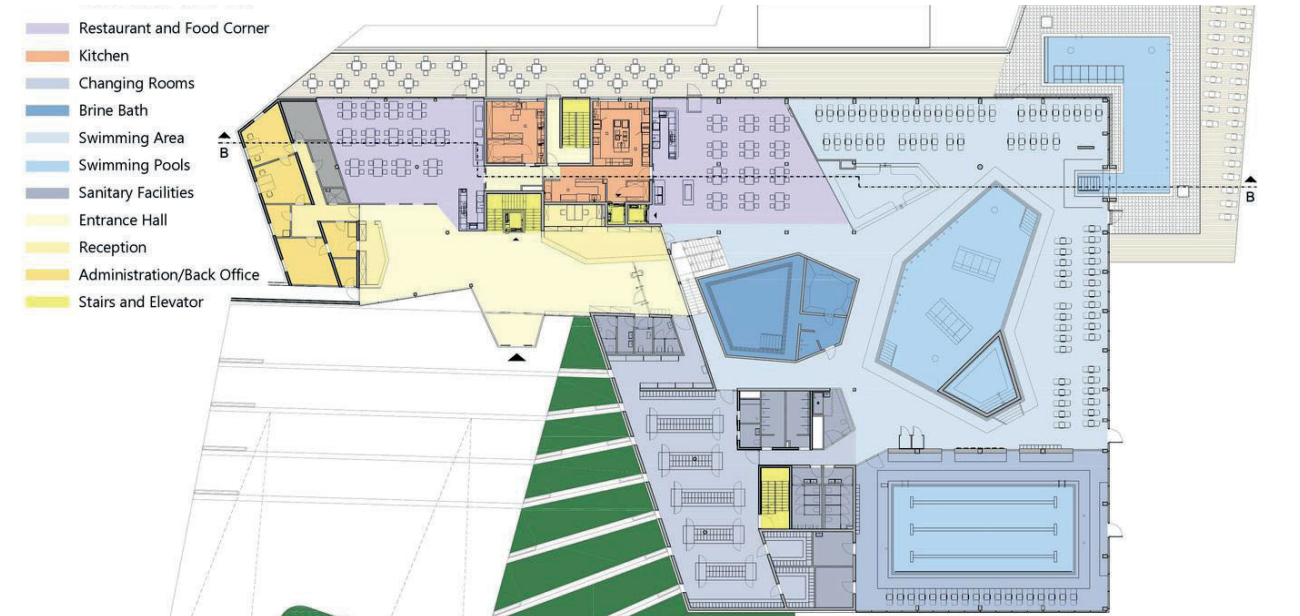 Restaurant and Food Corner
Kitchen
Changing Rooms
Brine Bath
Swimming Area
Swimming Pools
Sanitary Facilities
Entrance Hall
Reception
Administration/Back Office
Stairs and Elevator
B
B